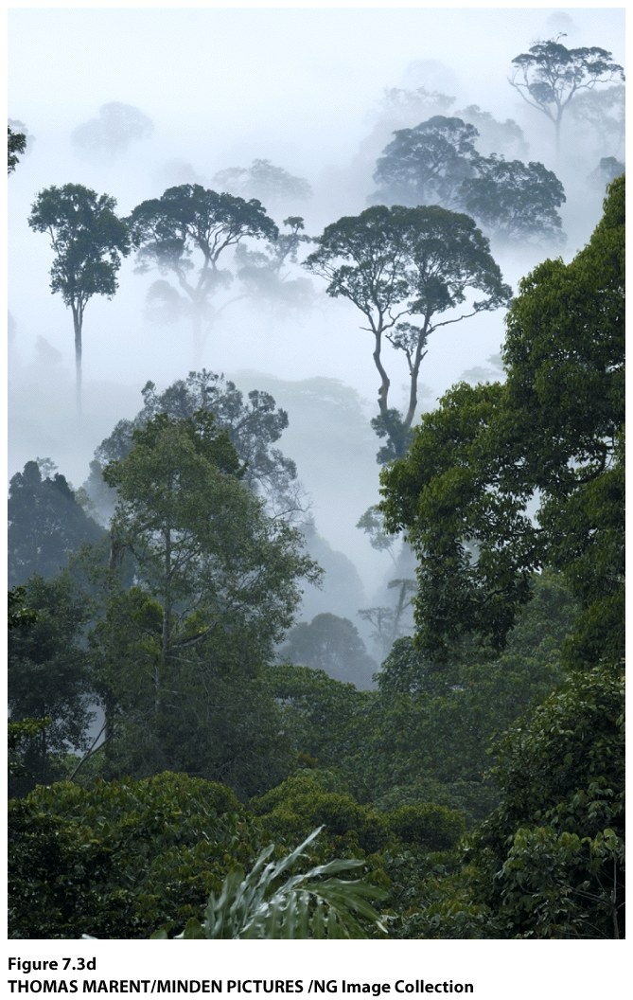 Figure 7.3d
THOMAS MARENT/MINDEN PICTURES /NG Image Collection